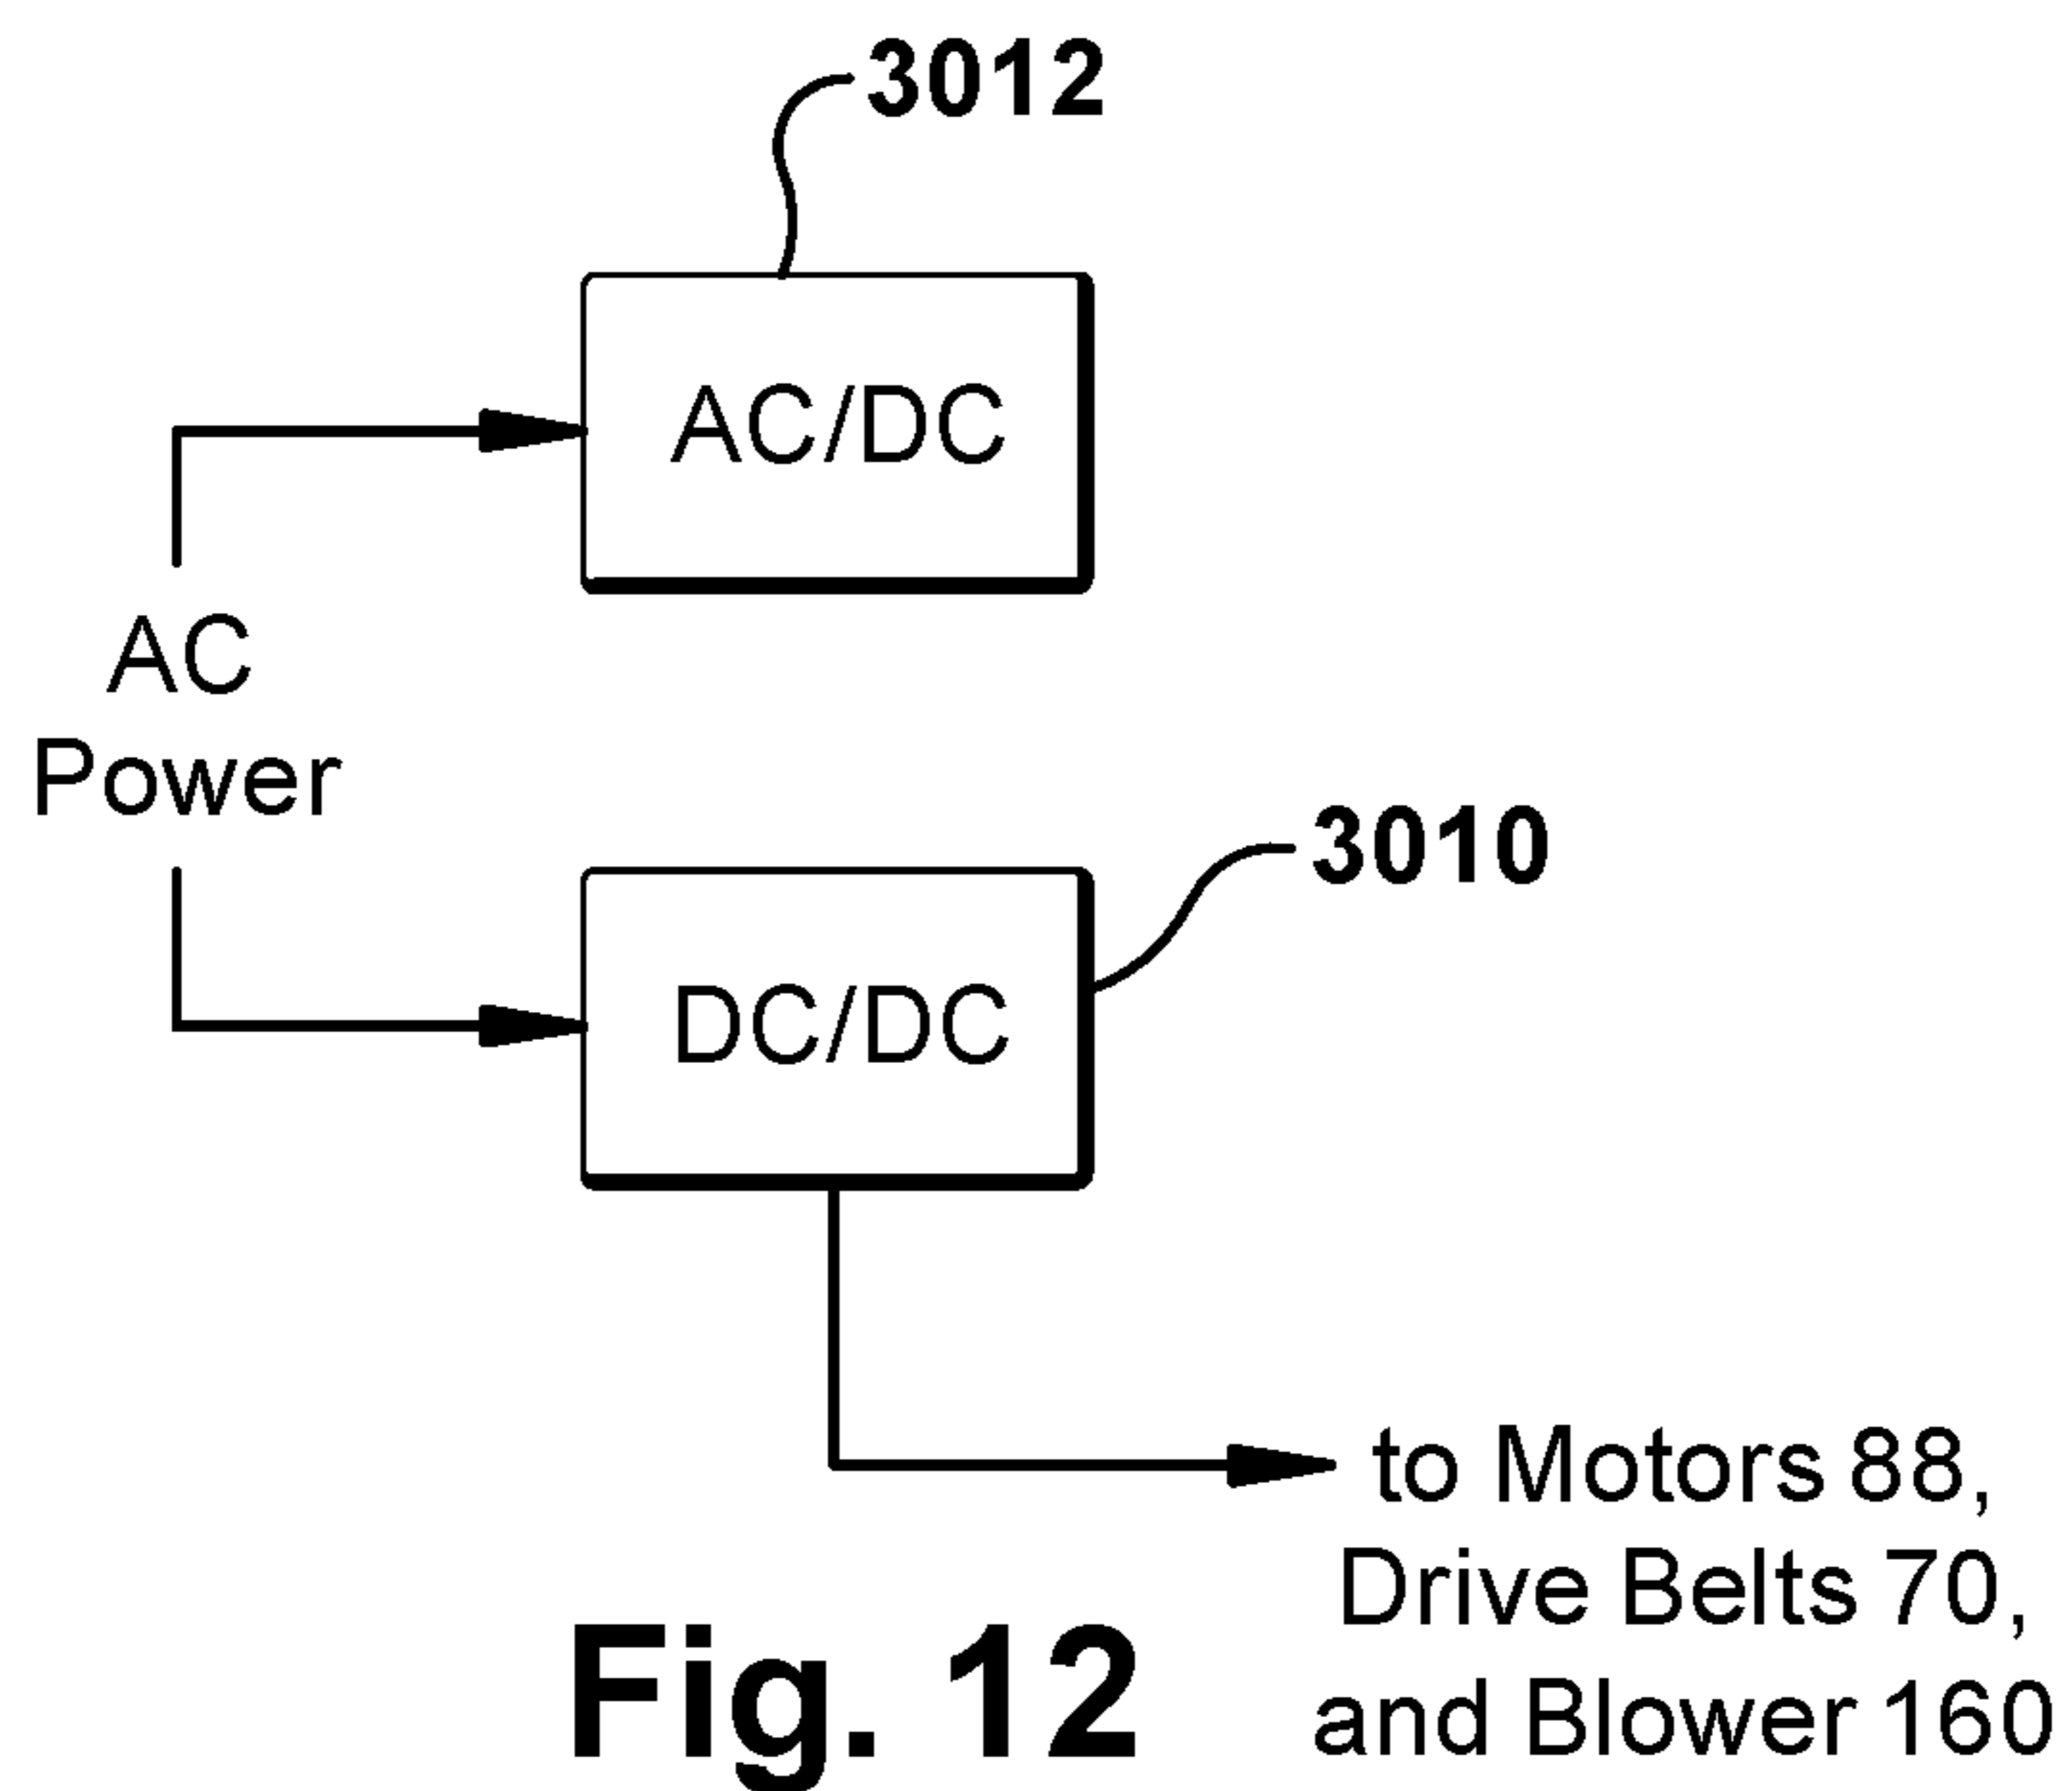 3012
AC/DC
AC
Power
3010
DC/DC
to Motors 88,
Drive Belts 70,
and Blower 160
Fig. 12